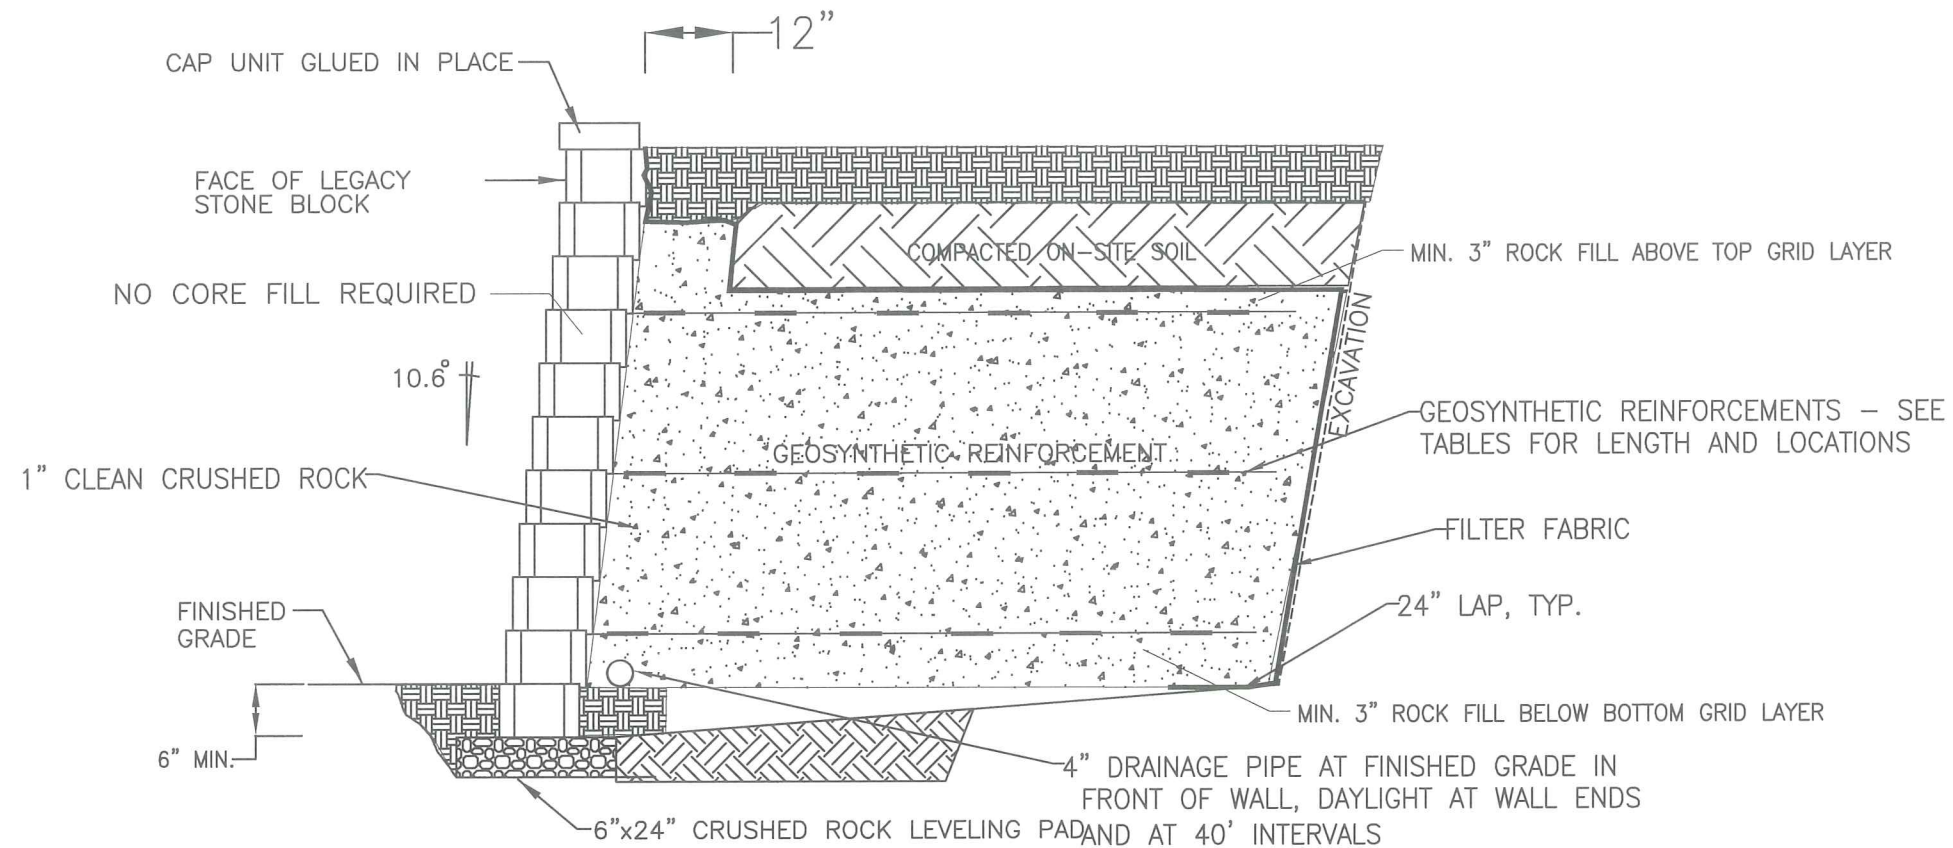 12"
CAP UNIT GLUED IN PLACE
FACE OF LEGACY
STONE BLOCK
COMPACTED ON-SITE SOIL
MIN. 3" ROCK FILL ABOVE TOP GRID LAYER
NO CORE FILL REQUIRED
EXCAVATION
10.6°
GEOSYNTHETIC REINFORCEMENTS – SEE
TABLES FOR LENGTH AND LOCATIONS
GEOSYNTHETIC REINFORCEMENT
1" CLEAN CRUSHED ROCK
FILTER FABRIC
FINISHED
GRADE
24" LAP, TYP.
MIN. 3" ROCK FILL BELOW BOTTOM GRID LAYER
6" MIN.
4" DRAINAGE PIPE AT FINISHED GRADE IN
FRONT OF WALL, DAYLIGHT AT WALL ENDS
AND AT 40' INTERVALS
6"x24" CRUSHED ROCK LEVELING PAD